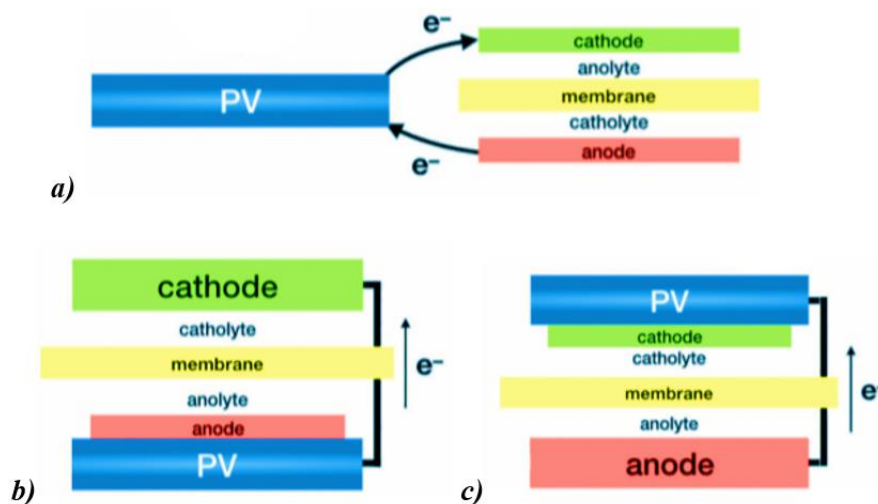 e⁻
cathode
anolyte
PV
membrane
catholyte
anode
e⁻
a)
cathode
catholyte
membrane
e⁻
anolyte
anode
PV
b)
PV
cathode
catholyte
membrane
e
anolyte
anode
c)